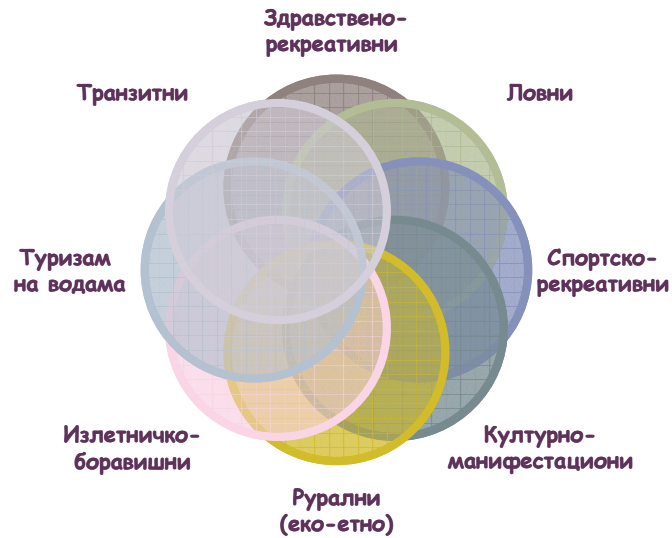 Здравствено-
рекреативни
Транзитни
Ловни
Туризам
на водама
Спортско-
рекреативни
Излетничко-
боравишни
Културно-
манифестациони
Рурални
(еко-етно)